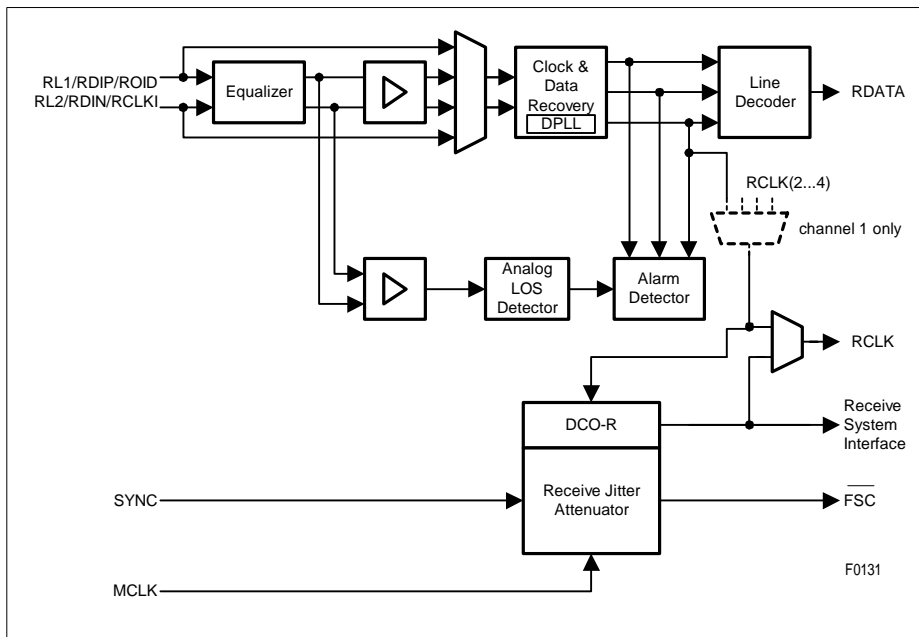 RL1/RDIP/ROID
RL2/RDIN/RCLKI
Equalizer
Clock &
Data
Recovery
DPLL
Line
Decoder
RDATA
RCLK(2...4)
channel 1 only
Analog
LOS
Detector
Alarm
Detector
RCLK
DCO-R
Receive
System
Interface
SYNC
Receive Jitter
Attenuator
FSC
MCLK
F0131